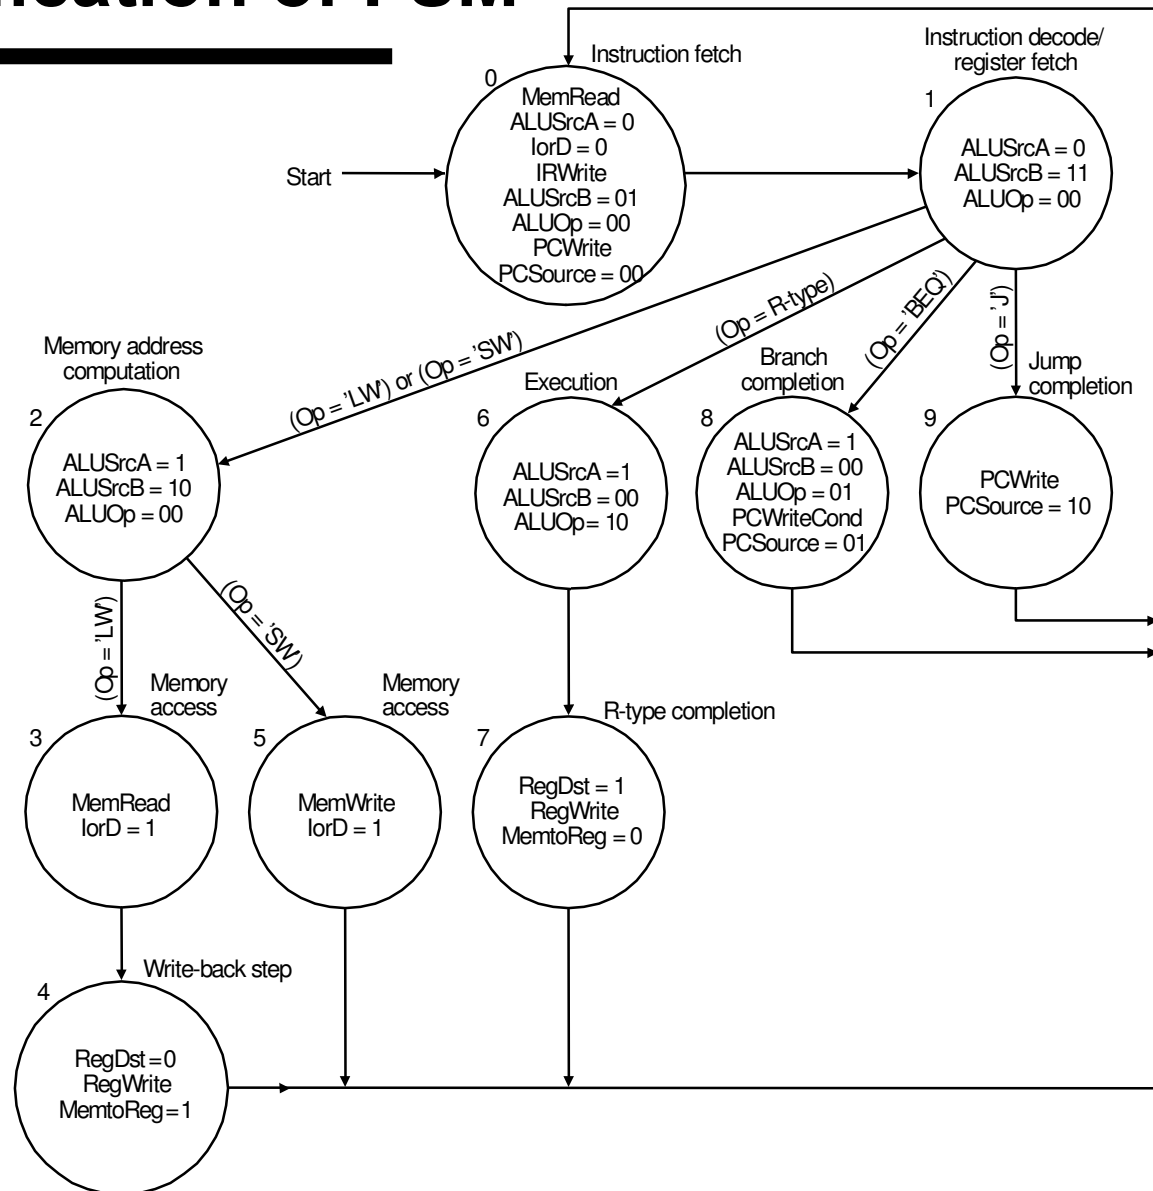 Instruction fetch
0
MemRead
ALUSrcA = 0
IorD = 0
IRWrite
ALUSrcB = 01
ALUOp = 00
PCWrite
PCSource = 00
Start
Instruction decode/
register fetch
1
ALUSrcA = 0
ALUSrcB = 11
ALUOp = 00
(Op = 'LW') or (Op = 'SW')
(Op = R-type)
(Op = 'BEQ')
(Op = 'J')
Memory address
computation
2
ALUSrcA = 1
ALUSrcB = 10
ALUOp = 00
Execution
6
ALUSrcA =1
ALUSrcB = 00
ALUOp= 10
Branch
completion
8
ALUSrcA = 1
ALUSrcB = 00
ALUOp = 01
PCWriteCond
PCSource = 01
Jump
completion
9
PCWrite
PCSource = 10
(Op = 'LW')
(Op = 'SW')
Memory
access
3
MemRead
IorD = 1
Memory
access
5
MemWrite
IorD = 1
R-type completion
7
RegDst = 1
RegWrite
MemtoReg = 0
Write-back step
4
RegDst=0
RegWrite
MemtoReg=1